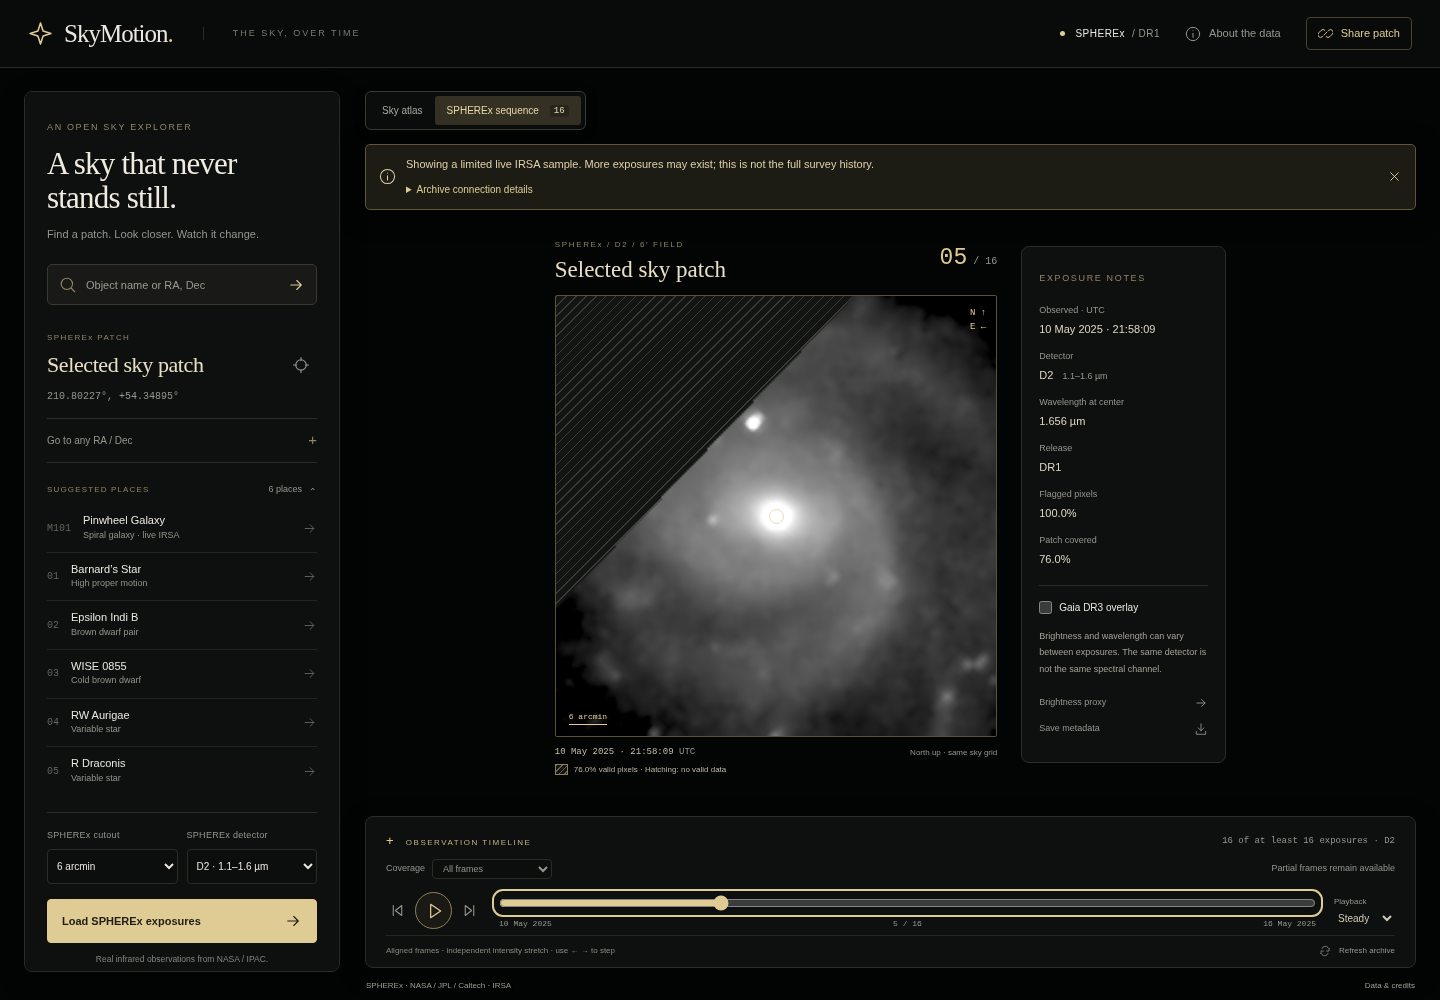 SkyMotion.
THE SKY, OVER TIME
SPHEREx / DR1
About the data
Share patch
AN OPEN SKY EXPLORER
A sky that never
stands still.
Find a patch. Look closer. Watch it change.
Object name or RA, Dec
SPHEREx PATCH
Selected sky patch
210.80227°, +54.34895°
Go to any RA / Dec +
SUGGESTED PLACES 6 places
M101 Pinwheel Galaxy
Spiral galaxy · live IRSA
01 Barnard's Star
High proper motion
02 Epsilon Indi B
Brown dwarf pair
03 WISE 0855
Cold brown dwarf
04 RW Aurigae
Variable star
05 R Draconis
Variable star
SPHEREx cutout
SPHEREx detector
6 arcmin
D2 · 1.1–1.6 µm
Load SPHEREx exposures
Real infrared observations from NASA / IPAC.
Sky atlas
SPHEREx sequence 16
Showing a limited live IRSA sample. More exposures may exist; this is not the full survey history.
Archive connection details
SPHEREx / D2 / 6' FIELD
Selected sky patch
05 / 16
N ↑
E ←
6 arcmin
10 May 2025 · 21:58:09 UTC
North up · same sky grid
76.0% valid pixels · Hatching: no valid data
EXPOSURE NOTES
Observed · UTC
10 May 2025 · 21:58:09
Detector
D2 1.1–1.6 µm
Wavelength at center
1.656 µm
Release
DR1
Flagged pixels
100.0%
Patch covered
76.0%
Gaia DR3 overlay
Brightness and wavelength can vary
between exposures. The same detector is
not the same spectral channel.
Brightness proxy
Save metadata
+ OBSERVATION TIMELINE
16 of at least 16 exposures · D2
Coverage All frames
Partial frames remain available
Playback
Steady
10 May 2025
5 / 16
16 May 2025
Aligned frames · independent intensity stretch · use ← → to step
Refresh archive
SPHEREx · NASA / JPL / Caltech · IRSA
Data & credits